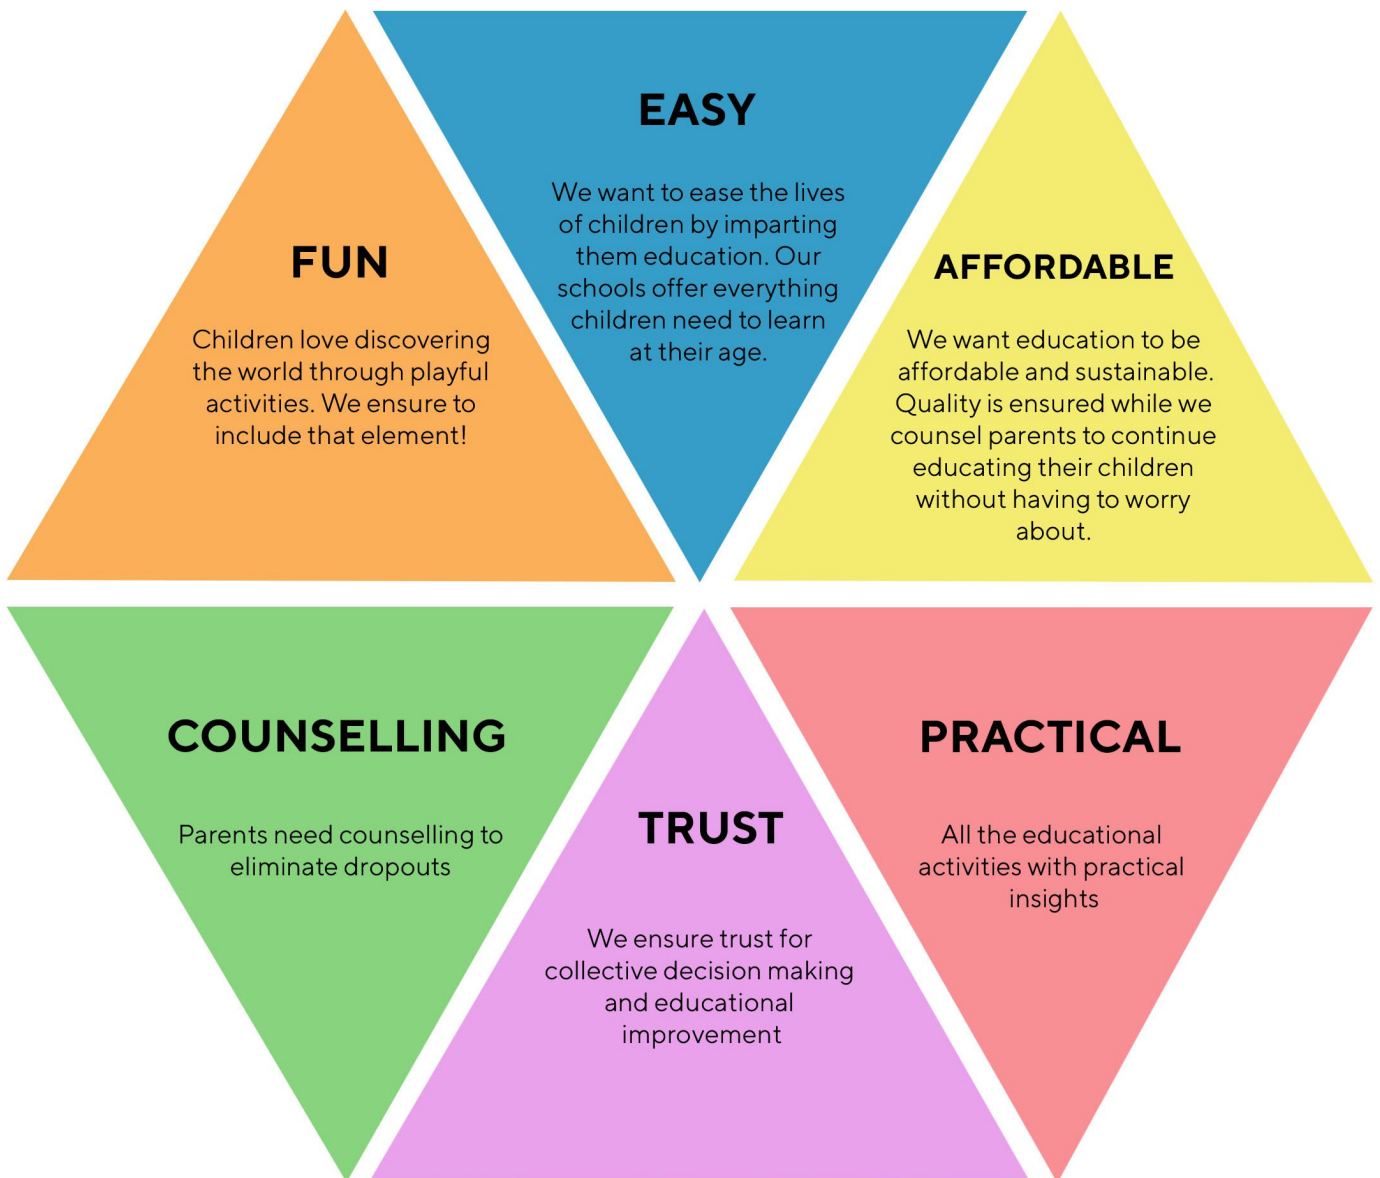 FUN
Children love discovering
the world through playful
activities. We ensure to
include that element!
EASY
We want to ease the lives
of children by imparting
them education. Our
schools offer everything
children need to learn
at their age.
AFFORDABLE
We want education to be
affordable and sustainable.
Quality is ensured while we
counsel parents to continue
educating their children
without having to worry
about.
COUNSELLING
Parents need counselling to
eliminate dropouts
TRUST
We ensure trust for
collective decision making
and educational
improvement
PRACTICAL
All the educational
activities with practical
insights